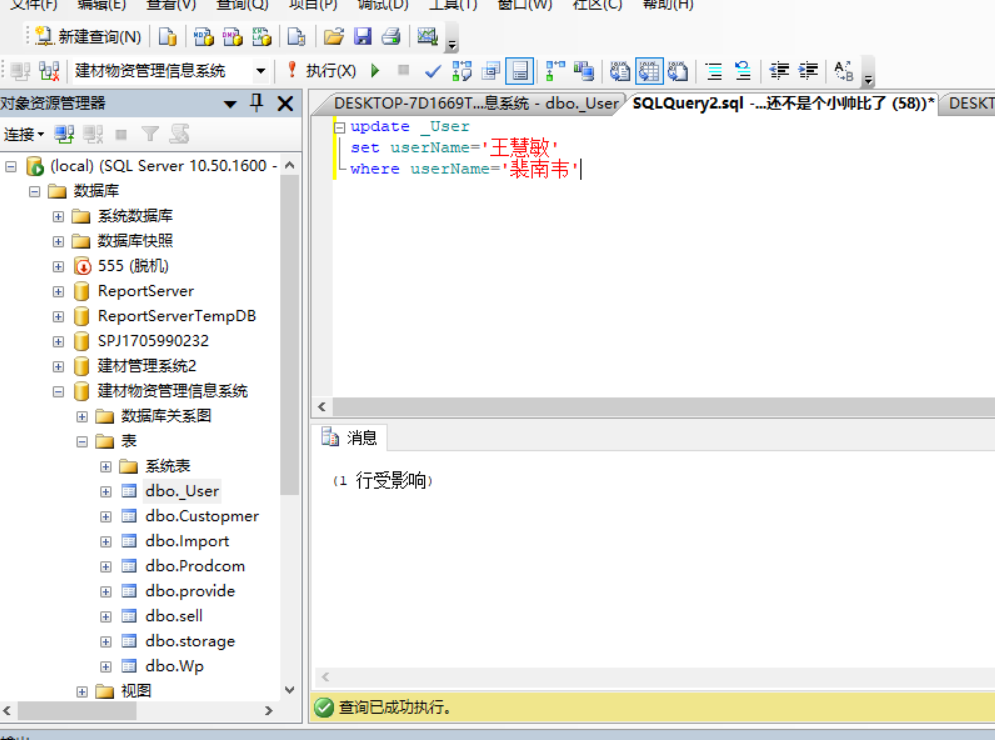 文件(F) 编辑(E) 查看(V) 查询(Q) 项目(P) 调试(D) 工具(T) 窗口(W) 社区(C) 帮助(H)
新建查询(N)
建材物资管理信息系统 执行(X)
对象资源管理器
连接
(local) (SQL Server 10.50.1600 -
数据库
系统数据库
数据库快照
555 (脱机)
ReportServer
ReportServerTempDB
SPJ1705990232
建材管理系统2
建材物资管理信息系统
数据库关系图
表
系统表
dbo._User
dbo.Custopmer
dbo.Import
dbo.Prodcom
dbo.provide
dbo.sell
dbo.storage
dbo.Wp
视图
DESKTOP-7D1669T...息系统 - dbo._User
SQLQuery2.sql -...还不是个小帅比了 (58))*
DESKT
update _User
set userName='王慧敏'
where userName='裴南韦'
消息
(1 行受影响)
查询已成功执行。